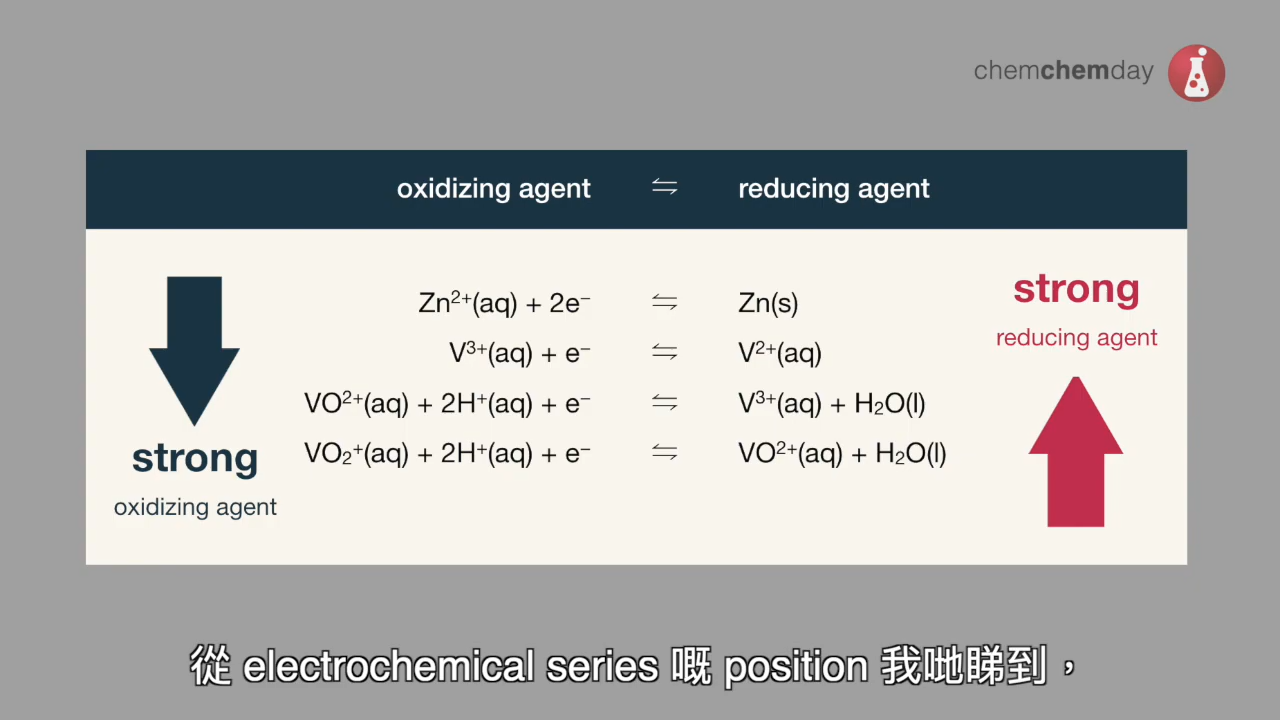 chemchemday
oxidizing agent ⇌ reducing agent
strong
reducing agent
Zn²⁺(aq) + 2e⁻ ⇌ Zn(s)
V³⁺(aq) + e⁻ ⇌ V²⁺(aq)
VO²⁺(aq) + 2H⁺(aq) + e⁻ ⇌ V³⁺(aq) + H₂O(l)
VO₂⁺(aq) + 2H⁺(aq) + e⁻ ⇌ VO²⁺(aq) + H₂O(l)
strong
oxidizing agent
從 electrochemical series 嘅 position 我哋睇到，